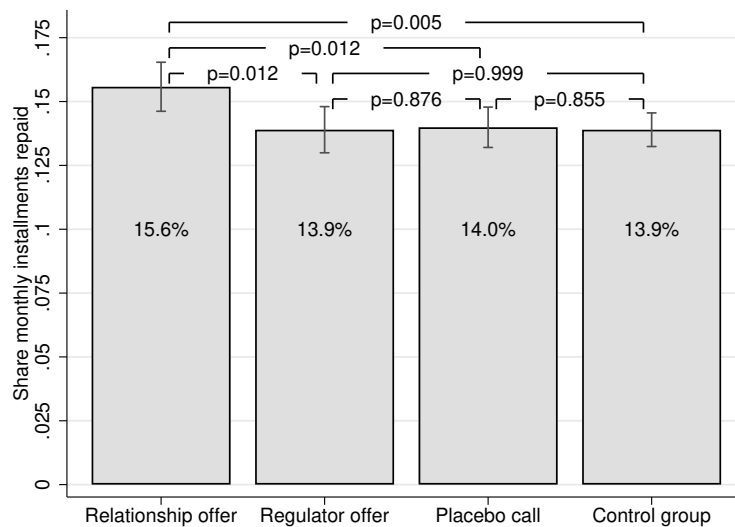 Share monthly installments repaid
.175
.15
.125
.1
.075
.05
.025
0
p=0.005
p=0.012
p=0.012
p=0.999
p=0.876
p=0.855
15.6%
13.9%
14.0%
13.9%
Relationship offer
Regulator offer
Placebo call
Control group